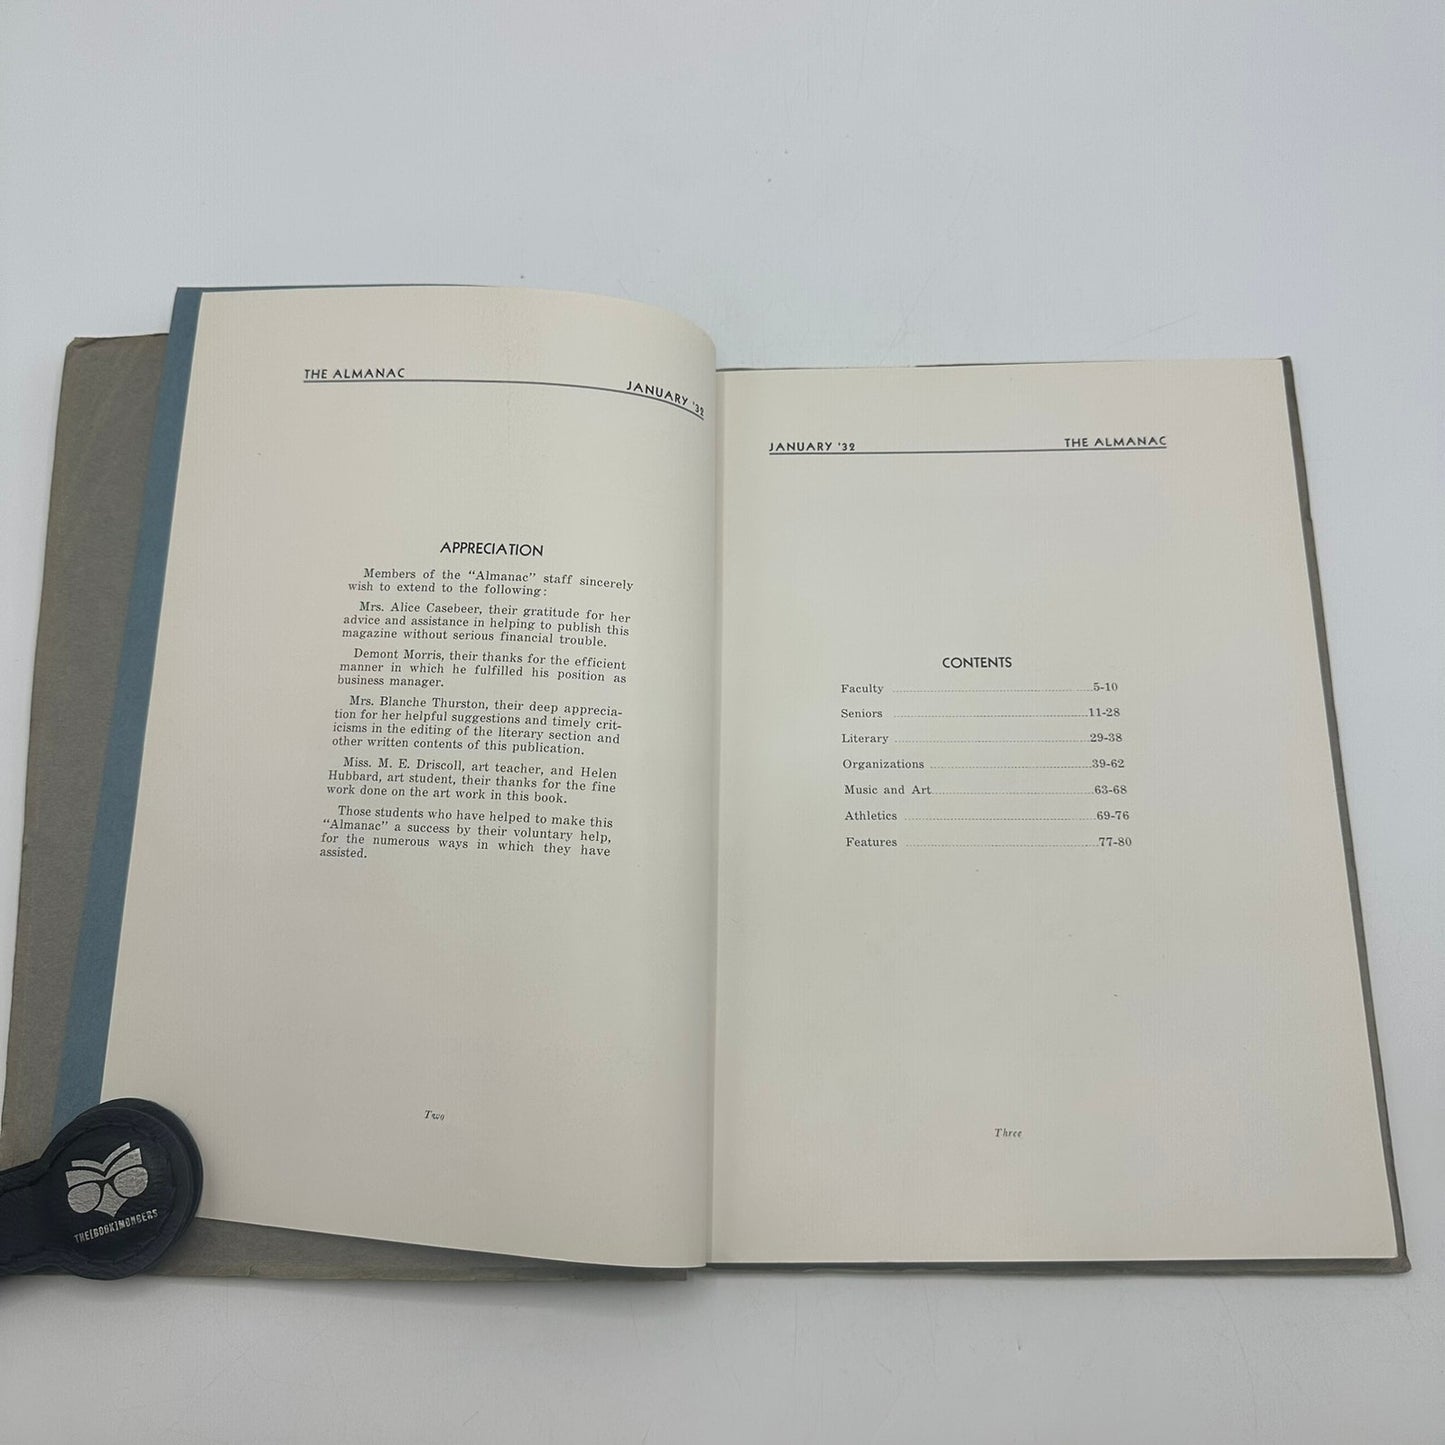 THE ALMANAC JANUARY '32
APPRECIATION
Members of the "Almanac" staff sincerely
wish to extend to the following:
Mrs. Alice Casebeer, their gratitude for her
advice and assistance in helping to publish this
magazine without serious financial trouble.
Demont Morris, their thanks for the efficient
manner in which he fulfilled his position as
business manager.
Mrs. Blanche Thurston, their deep apprecia-
tion for her helpful suggestions and timely crit-
icisms in the editing of the literary section and
other written contents of this publication.
Miss. M. E. Driscoll, art teacher, and Helen
Hubbard, art student, their thanks for the fine
work done on the art work in this book.
Those students who have helped to make this
"Almanac" a success by their voluntary help,
for the numerous ways in which they have
assisted.
Two
JANUARY '32 THE ALMANAC
CONTENTS
Faculty 5-10
Seniors 11-28
Literary 29-38
Organizations 39-62
Music and Art 63-68
Athletics 69-76
Features 77-80
Three
THE[BOOK]MONGERS